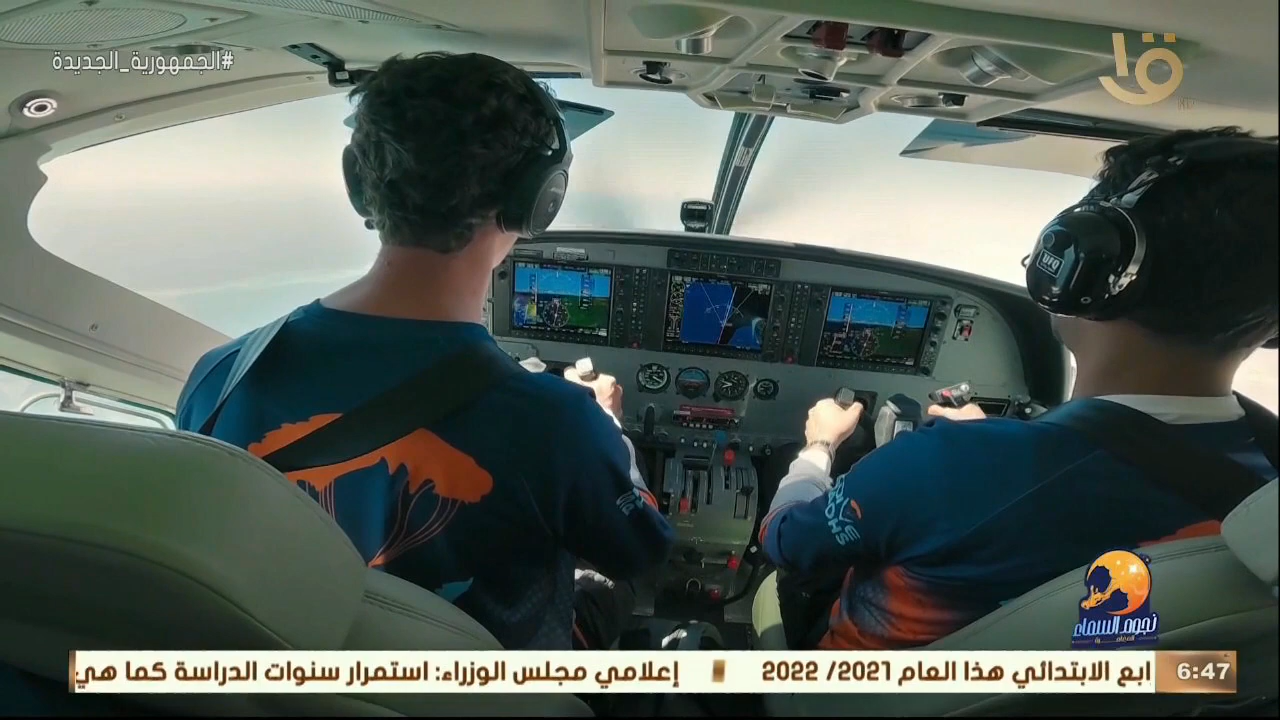 #الجمهورية_الجديدة
UFQ
نجوم السماء
6:47
ابع الابتدائي هذا العام 2021/ 2022
إعلامي مجلس الوزراء: استمرار سنوات الدراسة كما هي